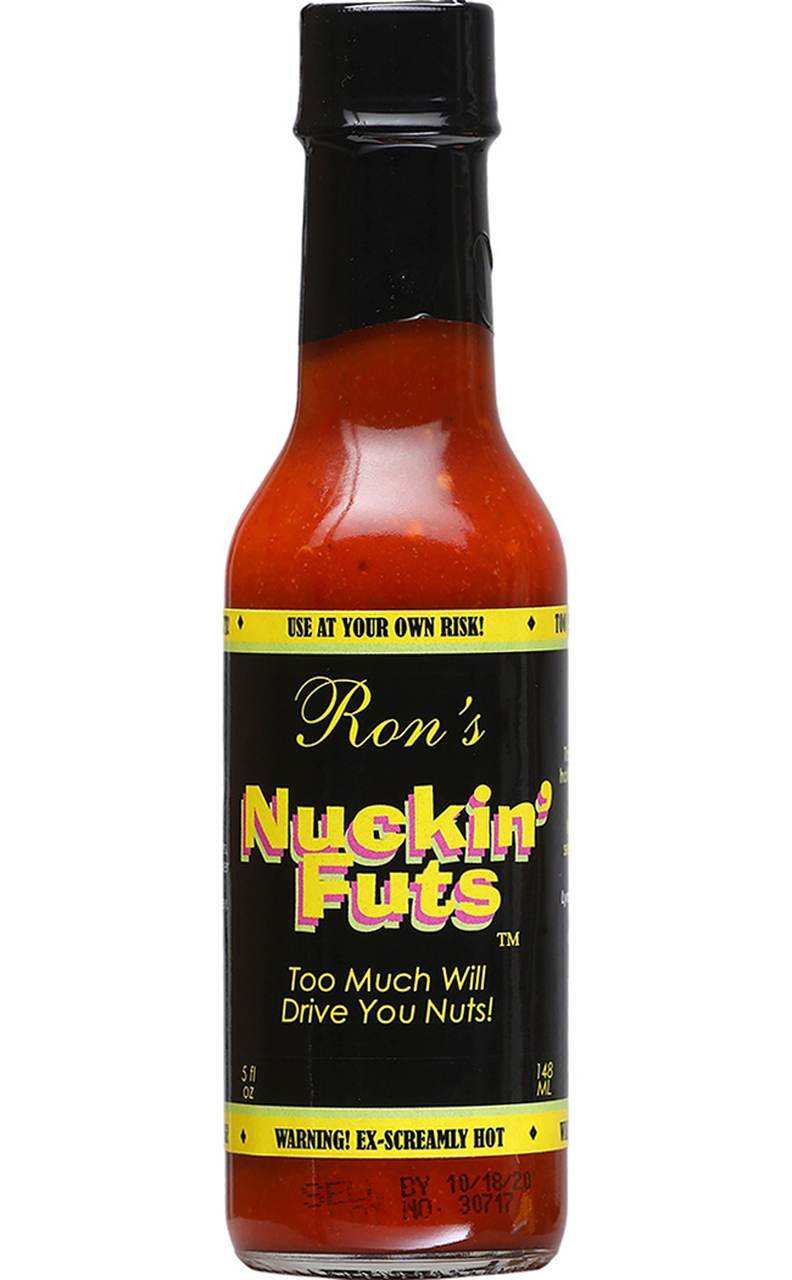 USE AT YOUR OWN RISK!
Ron's
Nuckin'
Futs
TM
Too Much Will
Drive You Nuts!
5 fl
oz
148
ML
WARNING! EX-SCREAMLY HOT
SELL BY 10/18/20
LOT NO. 30717